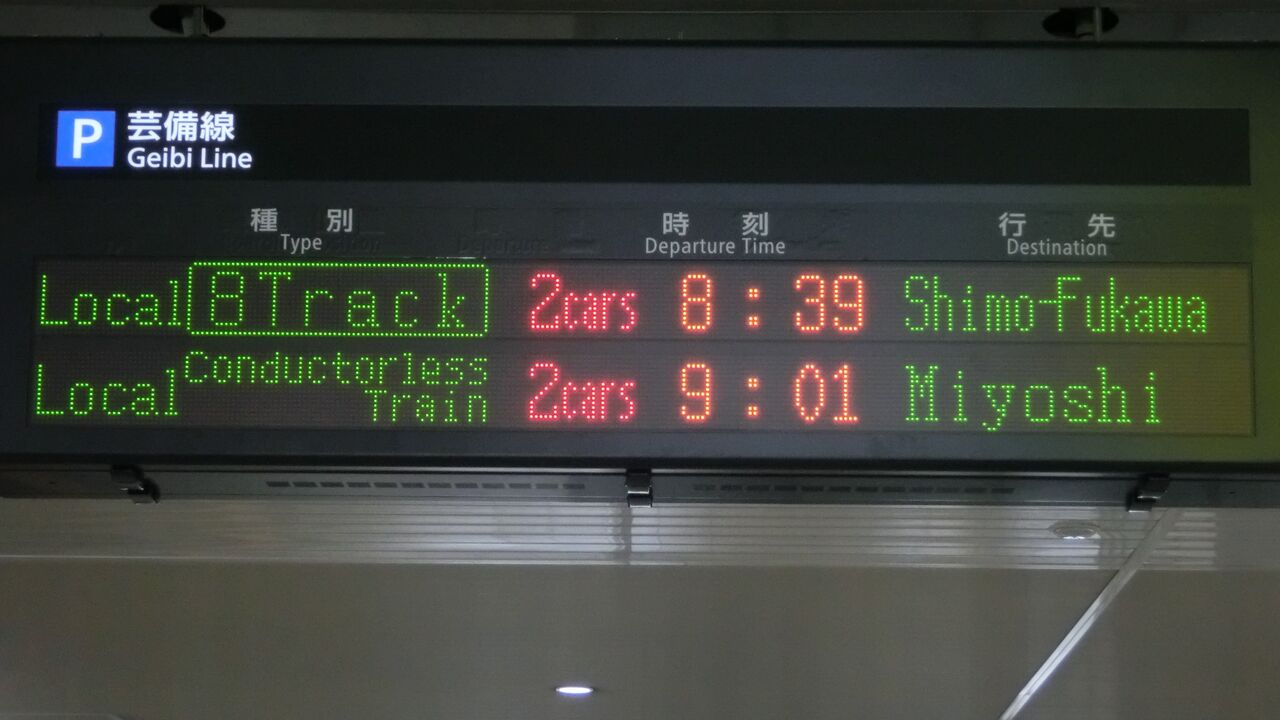 P 芸備線
Geibi Line
種別 時刻 行先
Type Departure Time Destination
Local 8Track 2cars 8:39 Shimo-Fukawa
Local Conductorless Train 2cars 9:01 Miyoshi